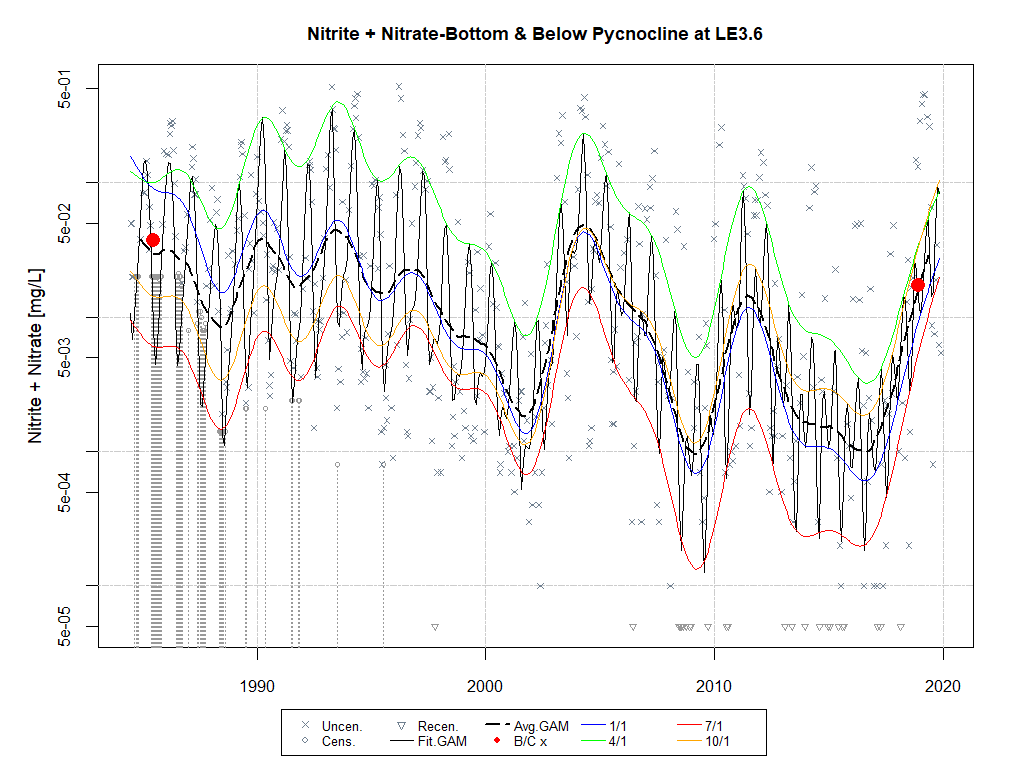 Nitrite + Nitrate-Bottom & Below Pycnocline at LE3.6
Nitrite + Nitrate [mg/L]
5e-01
5e-02
5e-03
5e-04
5e-05
1990 2000 2010 2020
Uncen. Recen. Avg.GAM 1/1 7/1
Cens. Fit.GAM B/C x 4/1 10/1